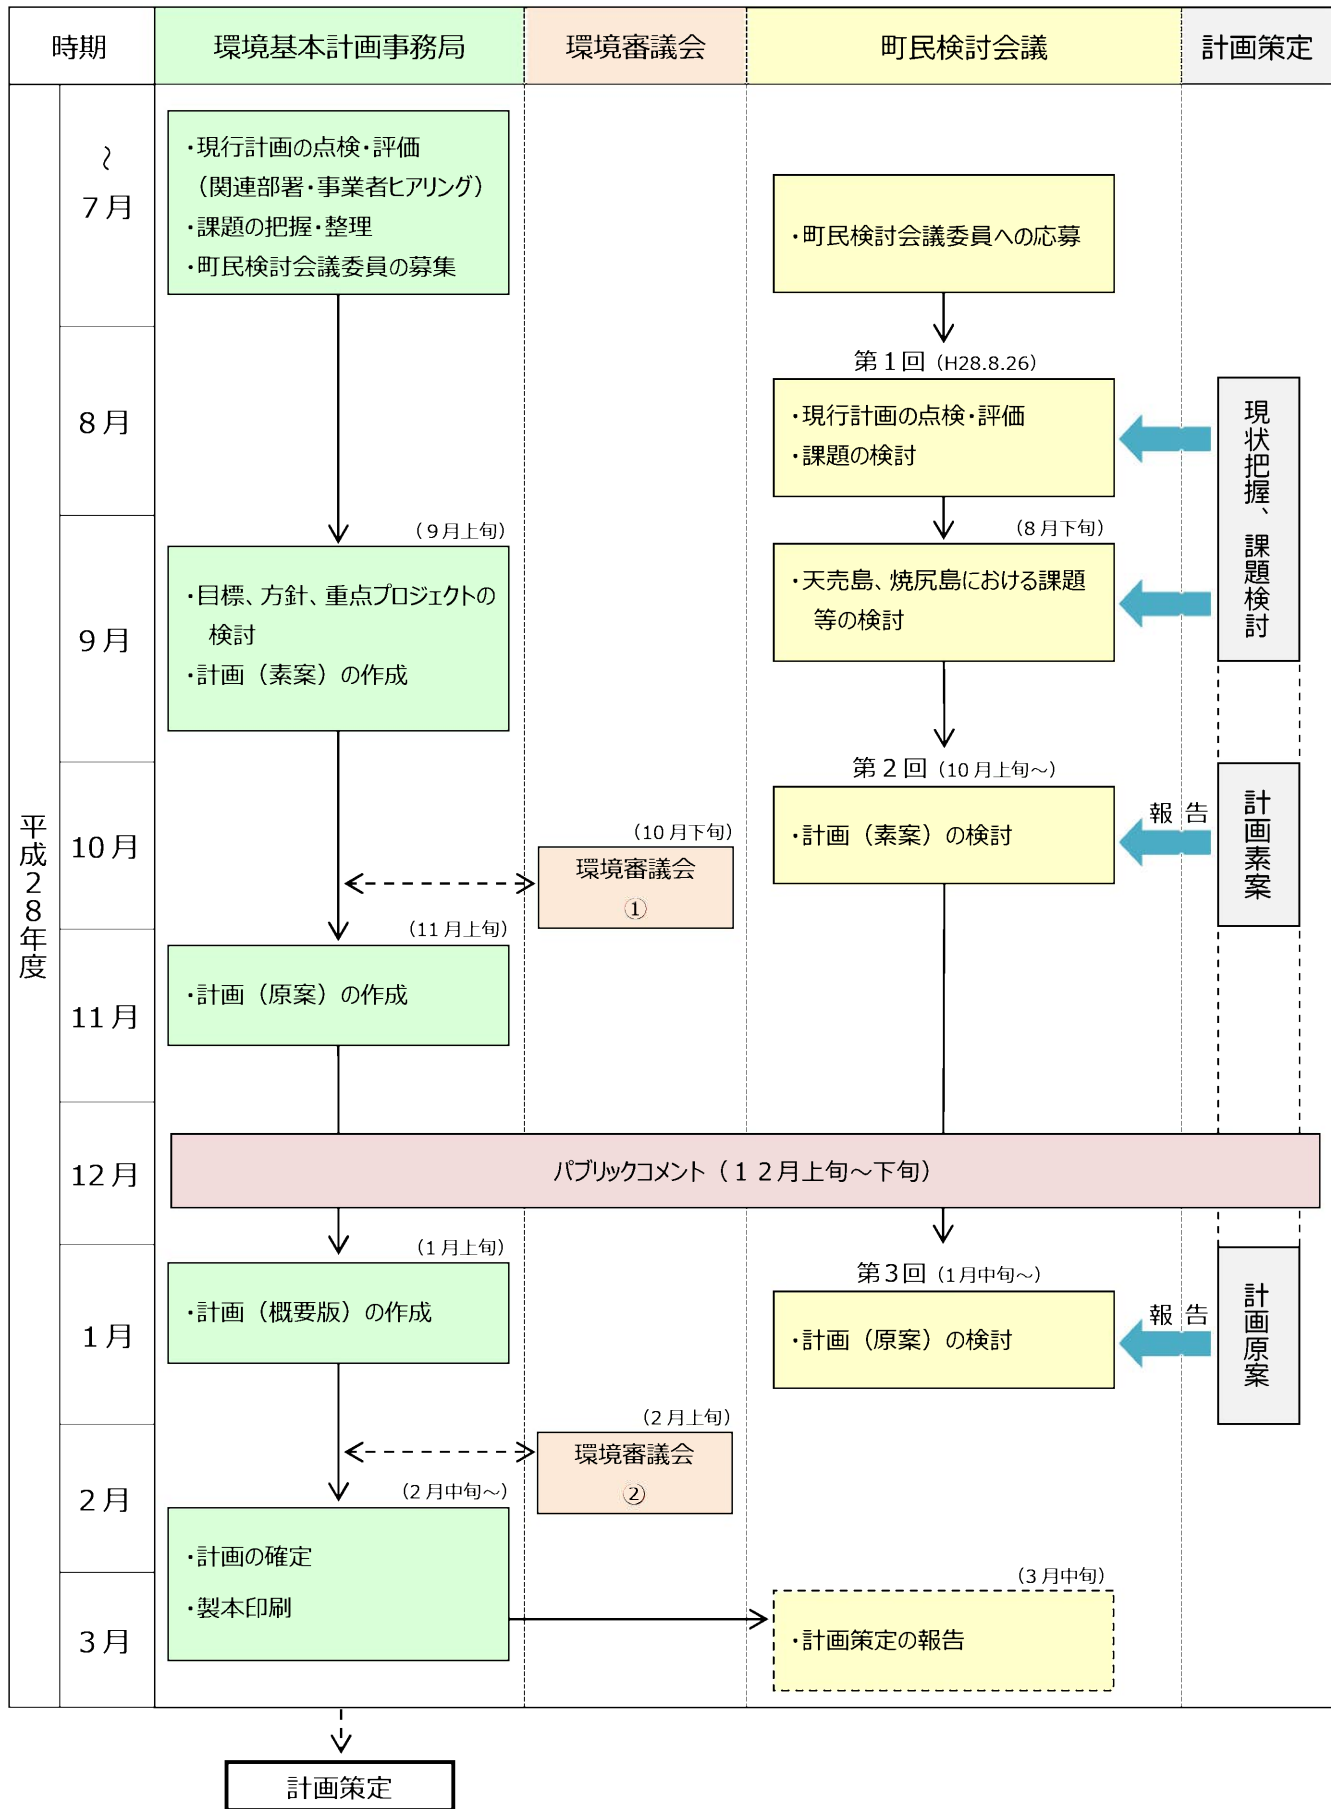 時期
環境基本計画事務局
環境審議会
町民検討会議
計画策定
平成28年度
～
7月
・現行計画の点検・評価
（関連部署・事業者ヒアリング）
・課題の把握・整理
・町民検討会議委員の募集
・町民検討会議委員への応募
8月
第1回（H28.8.26）
・現行計画の点検・評価
・課題の検討
現状把握、課題検討
9月
（9月上旬）
・目標、方針、重点プロジェクトの
検討
・計画（素案）の作成
（8月下旬）
・天売島、焼尻島における課題
等の検討
10月
（10月下旬）
環境審議会
①
第2回（10月上旬～）
・計画（素案）の検討
報告
計画素案
11月
（11月上旬）
・計画（原案）の作成
12月
パブリックコメント（１２月上旬～下旬）
1月
（1月上旬）
・計画（概要版）の作成
第3回（1月中旬～）
・計画（原案）の検討
報告
計画原案
2月
（2月上旬）
環境審議会
②
（2月中旬～）
・計画の確定
・製本印刷
3月
（3月中旬）
・計画策定の報告
計画策定